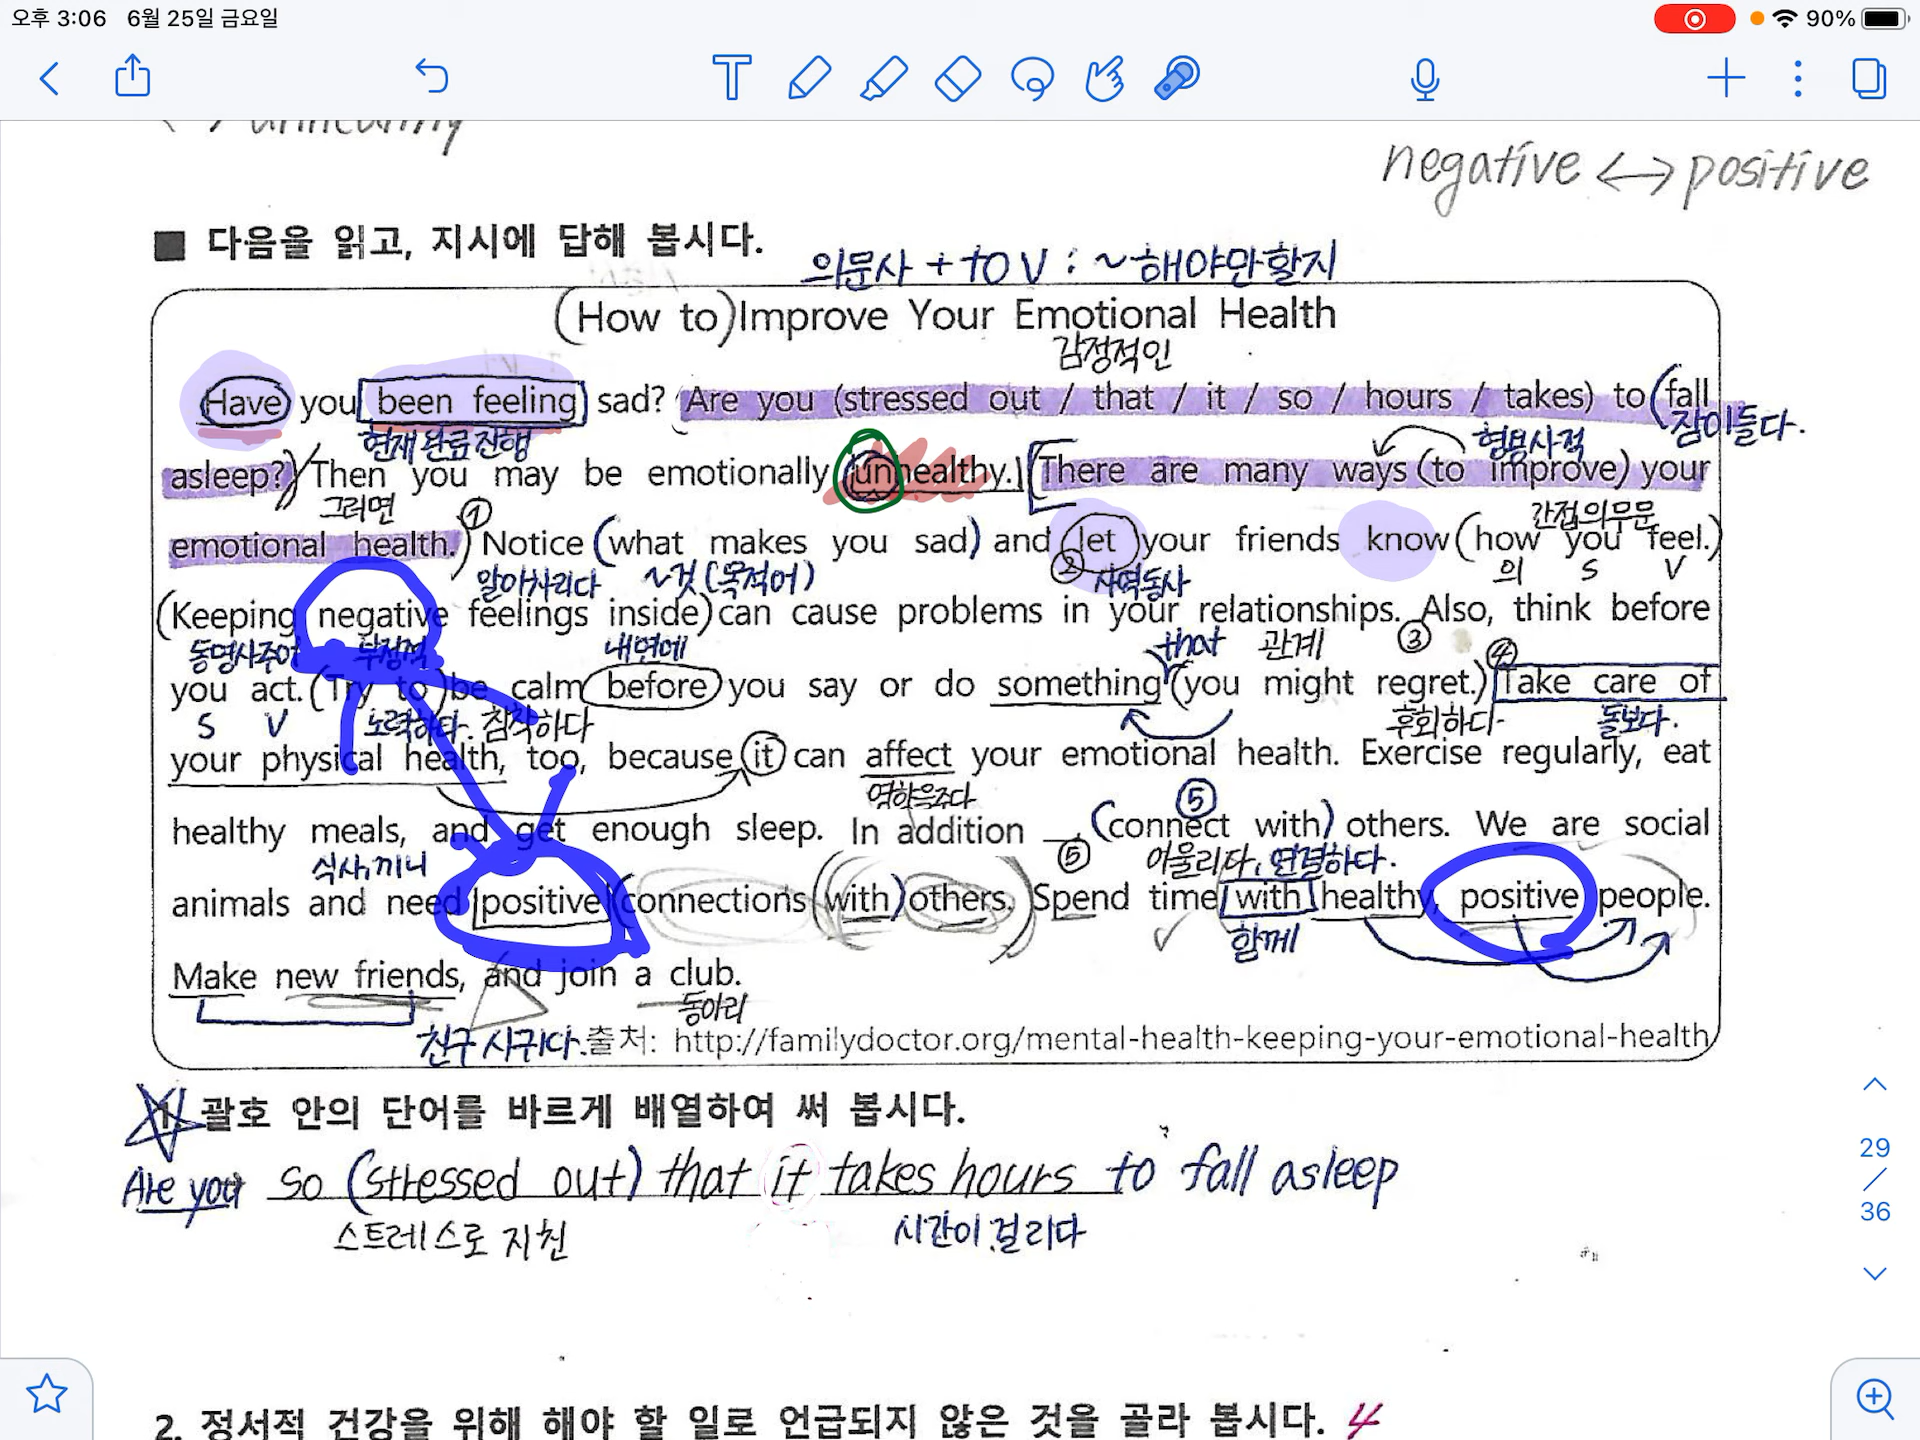 오후 3:06 6월 25일 금요일 90%
negative ↔ positive
■ 다음을 읽고, 지시에 답해 봅시다.
의문사 + to V : ~해야만할지
(How to) Improve Your Emotional Health
감정적인
Have you been feeling sad? Are you (stressed out / that / it / so / hours / takes) to (fall
현재완료진행 형용사적 잠이들다.
asleep?) Then you may be emotionally unhealthy. There are many ways (to improve) your
그러면 ① 간접의문문
emotional health.) Notice (what makes you sad) and let your friends know (how you feel.)
알아차리다 ~것(목적어) ② 사역동사 의 S V
(Keeping negative feelings inside) can cause problems in your relationships. Also, think before
동명사주어 부정적 내면에 that 관계 ③ ④
you act. (Try to) be calm before you say or do something (you might regret.) Take care of
S V 노력하다. 침착하다 후회하다 돌보다.
your physical health, too, because it can affect your emotional health. Exercise regularly, eat
⑤
healthy meals, and get enough sleep. In addition, (connect with) others. We are social
식사,끼니 ⑤ 어울리다, 연결하다.
animals and need positive (connections (with) others. Spend time with healthy, positive people.
함께
Make new friends, and join a club.
동아리
친구 사귀다. 출처: http://familydoctor.org/mental-health-keeping-your-emotional-health
1. 괄호 안의 단어를 바르게 배열하여 써 봅시다.
Are you so (stressed out) that it takes hours to fall asleep
스트레스로 지친 시간이 걸리다
29
/
36
2. 정서적 건강을 위해 해야 할 일로 언급되지 않은 것을 골라 봅시다. 4